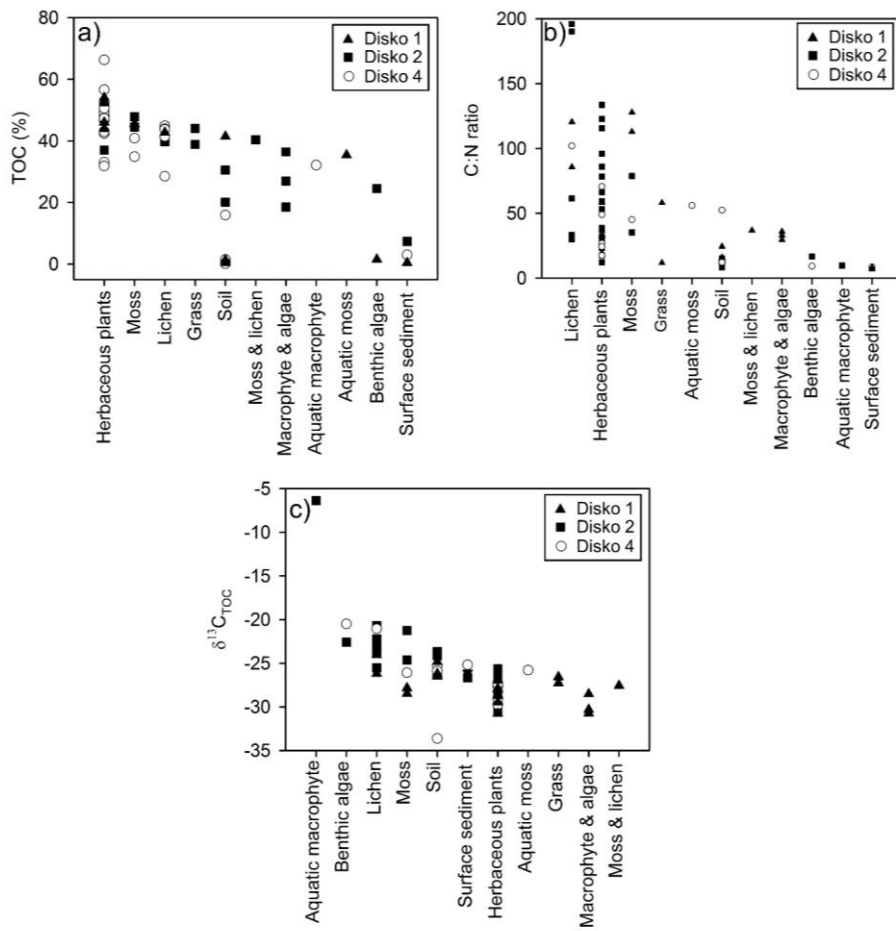 a)
Disko 1
Disko 2
Disko 4
TOC (%)
80
60
40
20
0
Herbaceous plants
Moss
Lichen
Grass
Soil
Moss & lichen
Macrophyte & algae
Aquatic macrophyte
Aquatic moss
Benthic algae
Surface sediment
b)
Disko 1
Disko 2
Disko 4
C:N ratio
200
150
100
50
0
Lichen
Herbaceous plants
Moss
Grass
Aquatic moss
Soil
Moss & lichen
Macrophyte & algae
Benthic algae
Aquatic macrophyte
Surface sediment
c)
Disko 1
Disko 2
Disko 4
δ¹³C_TOC
-5
-10
-15
-20
-25
-30
-35
Aquatic macrophyte
Benthic algae
Lichen
Moss
Soil
Surface sediment
Herbaceous plants
Aquatic moss
Grass
Macrophyte & algae
Moss & lichen